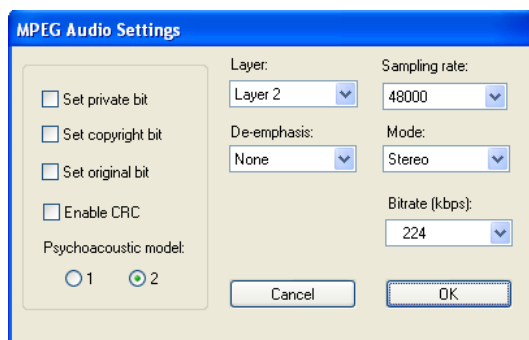 MPEG Audio Settings
Set private bit
Set copyright bit
Set original bit
Enable CRC
Psychoacoustic model:
1 2
Layer:
Layer 2
De-emphasis:
None
Sampling rate:
48000
Mode:
Stereo
Bitrate (kbps):
224
Cancel
OK